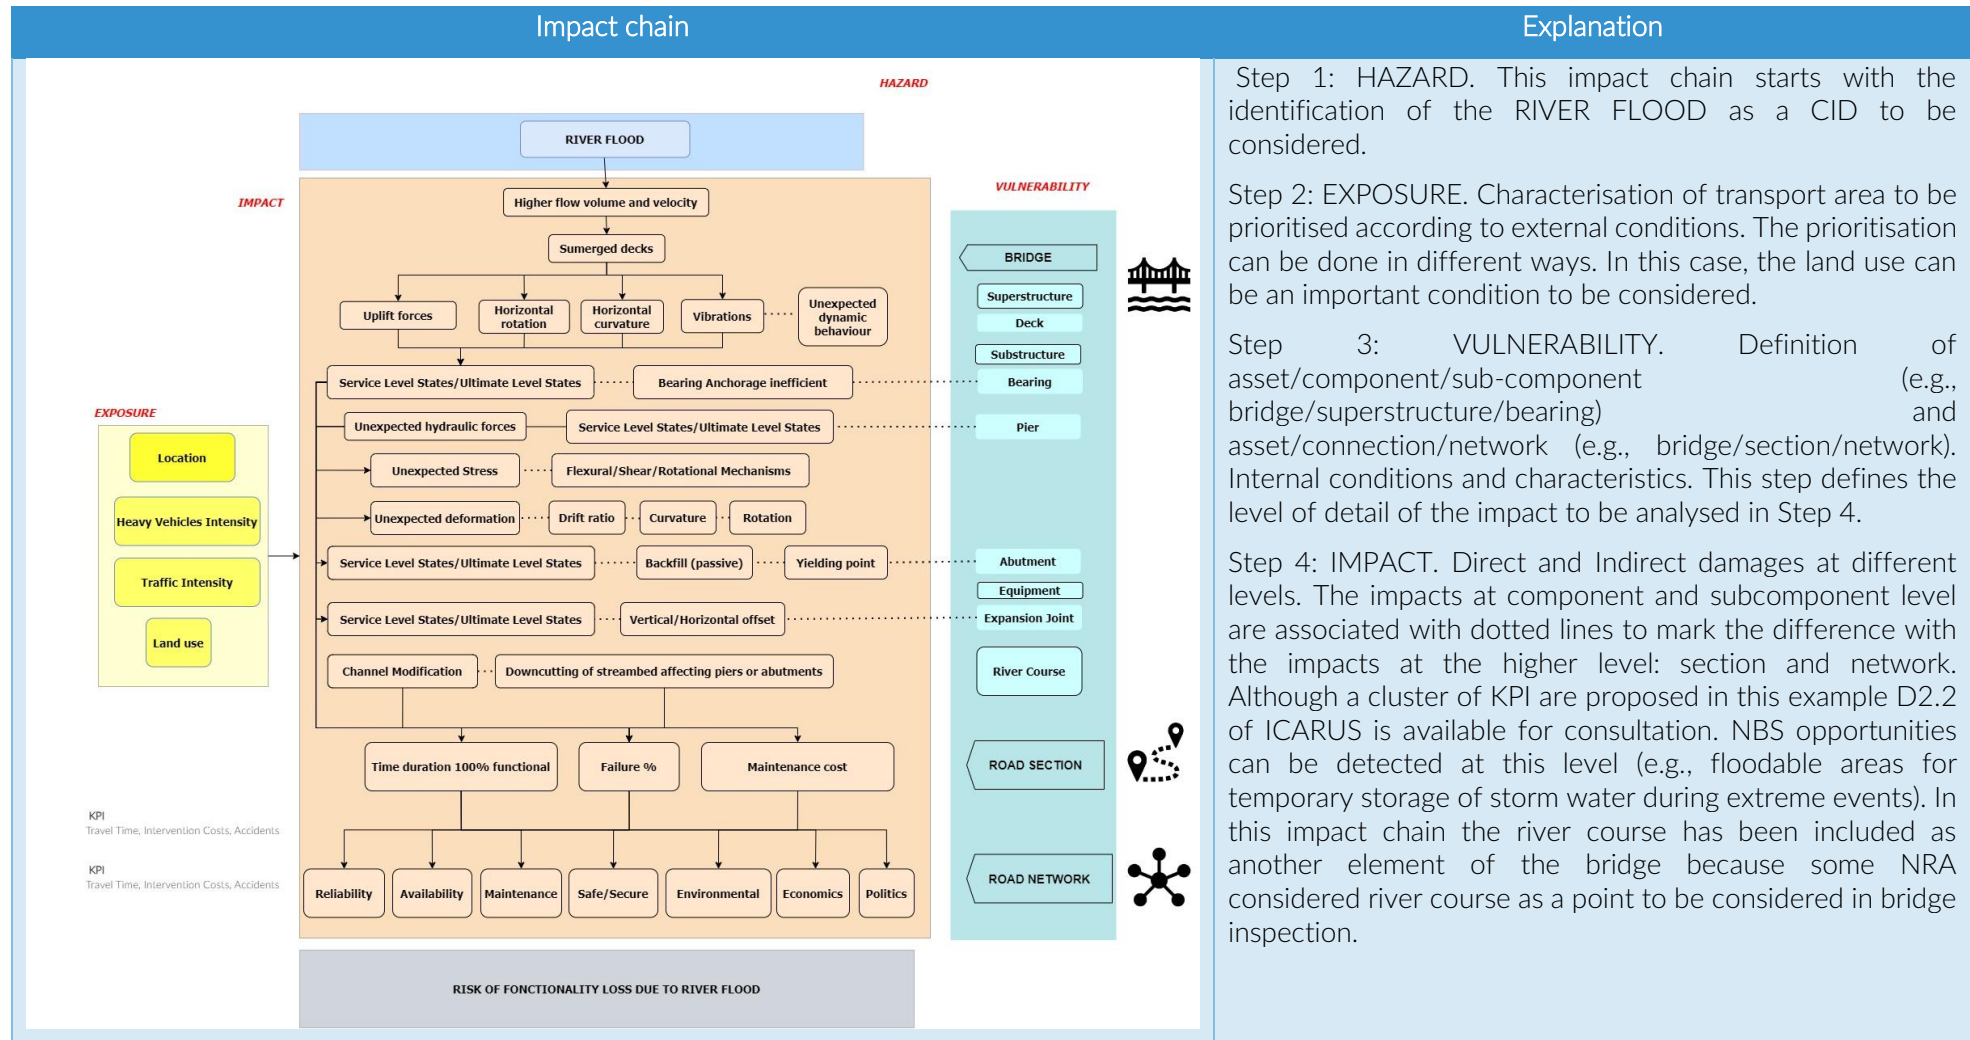 Impact chain
Explanation
HAZARD
RIVER FLOOD
IMPACT
VULNERABILITY
Higher flow volume and velocity
Sumerged decks
BRIDGE
Uplift forces
Horizontal
rotation
Horizontal
curvature
Vibrations
Unexpected
dynamic
behaviour
Superstructure
Deck
Substructure
Service Level States/Ultimate Level States
Bearing Anchorage inefficient
Bearing
EXPOSURE
Location
Heavy Vehicles Intensity
Traffic Intensity
Land use
Unexpected hydraulic forces
Service Level States/Ultimate Level States
Pier
Unexpected Stress
Flexural/Shear/Rotational Mechanisms
Unexpected deformation
Drift ratio
Curvature
Rotation
Service Level States/Ultimate Level States
Backfill (passive)
Yielding point
Abutment
Equipment
Service Level States/Ultimate Level States
Vertical/Horizontal offset
Expansion Joint
Channel Modification
Downcutting of streambed affecting piers or abutments
River Course
Time duration 100% functional
Failure %
Maintenance cost
ROAD SECTION
KPI
Travel Time, Intervention Costs, Accidents
KPI
Travel Time, Intervention Costs, Accidents
Reliability
Availability
Maintenance
Safe/Secure
Environmental
Economics
Politics
ROAD NETWORK
RISK OF FONCTIONALITY LOSS DUE TO RIVER FLOOD
Step 1: HAZARD. This impact chain starts with the
identification of the RIVER FLOOD as a CID to be
considered.
Step 2: EXPOSURE. Characterisation of transport area to be
prioritised according to external conditions. The prioritisation
can be done in different ways. In this case, the land use can
be an important condition to be considered.
Step 3: VULNERABILITY. Definition of
asset/component/sub-component (e.g.,
bridge/superstructure/bearing) and
asset/connection/network (e.g., bridge/section/network).
Internal conditions and characteristics. This step defines the
level of detail of the impact to be analysed in Step 4.
Step 4: IMPACT. Direct and Indirect damages at different
levels. The impacts at component and subcomponent level
are associated with dotted lines to mark the difference with
the impacts at the higher level: section and network.
Although a cluster of KPI are proposed in this example D2.2
of ICARUS is available for consultation. NBS opportunities
can be detected at this level (e.g., floodable areas for
temporary storage of storm water during extreme events). In
this impact chain the river course has been included as
another element of the bridge because some NRA
considered river course as a point to be considered in bridge
inspection.